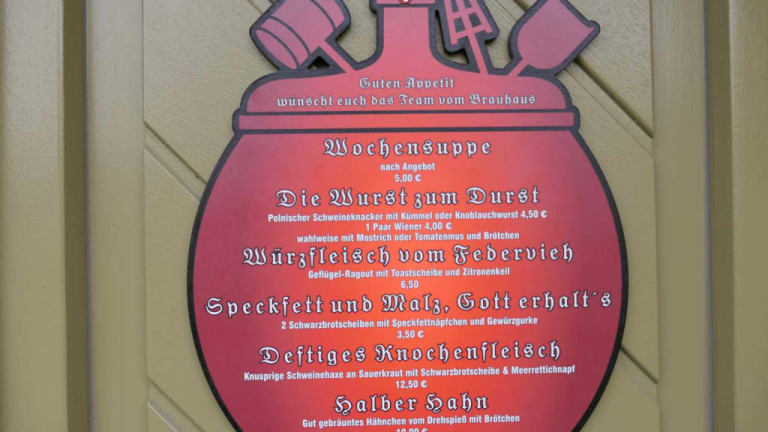 Guten Appetit
wünscht euch das Team vom Brauhaus
Wochensuppe
nach Angebot
5,00 €
Die Wurst zum Durst
Polnischer Schweineknacker mit Kümmel oder Knoblauchwurst 4,50 €
1 Paar Wiener 4,00 €
wahlweise mit Mostrich oder Tomatenmus und Brötchen
Würzfleisch vom Federvieh
Geflügel-Ragout mit Toastscheibe und Zitronenkeil
6,50
Speckfett und Malz, Gott erhalt´s
2 Schwarzbrotscheiben mit Speckfettnäpfchen und Gewürzgurke
3,50 €
Deftiges Knochenfleisch
Knusprige Schweinehaxe an Sauerkraut mit Schwarzbrotscheibe & Meerrettichnapf
12,50 €
Halber Hahn
Gut gebräuntes Hähnchen vom Drehspieß mit Brötchen